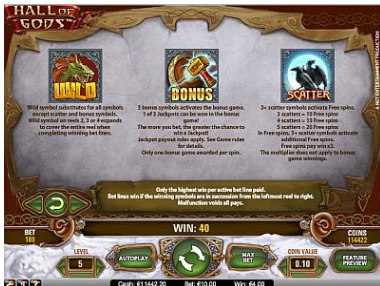 HALL OF
GODS
A NET ENTERTAINMENT PRODUCTION
WILD
BONUS
SCATTER
Wild symbol substitutes for all symbols
except scatter and bonus symbols.
Wild symbol on reels 2, 3 or 4 expands
to cover the entire reel when
completing winning bet lines.
3 bonus symbols activates the bonus game.
1 of 3 Jackpots can be won in the bonus
game!
The more you bet, the greater the chance to
win a Jackpot!
Jackpot payout may apply. See Game rules
for details.
Only one bonus game awarded per spin.
3+ scatter symbols activate Free spins.
3 scatters = 10 Free spins
4 scatters = 15 Free spins
5 scatters = 20 Free spins
In Free spins, 3+ scatter symbols activate
additional Free spins.
Free spins pay win x3.
The multiplier does not apply to bonus
game winnings.
Only the highest win per active bet line paid.
Bet lines win if the winning symbols are in succession from the leftmost reel to right.
Malfunction voids all pays.
BET
100
WIN: 40
COINS
114422
LEVEL
5
AUTOPLAY
MAX
BET
COIN VALUE
0.10
FEATURE
PREVIEW
Cash: €11442.20 Bet: €10.00 Win: €4.00